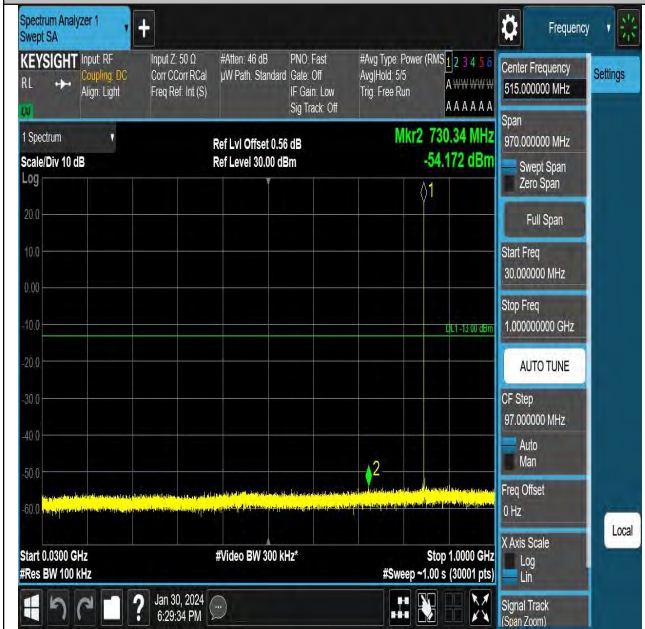 Spectrum Analyzer 1
Swept SA
+
Frequency
KEYSIGHT
RL
Input: RF
Coupling: DC
Align: Light
Input Z: 50 Ω
Corr CCorr RCal
Freq Ref: Int (S)
#Atten: 46 dB
µW Path: Standard
PNO: Fast
Gate: Off
IF Gain: Low
Sig Track: Off
#Avg Type: Power (RMS
Avg|Hold: 5/5
Trig: Free Run
1 2 3 4 5 6
A W W W W W
A A A A A A
1 Spectrum
Scale/Div 10 dB
Log
Ref Lvl Offset 0.56 dB
Ref Level 30.00 dBm
Mkr2 730.34 MHz
-54.172 dBm
1
20.0
10.0
0.00
-10.0
DL1 -13.00 dBm
-20.0
-30.0
-40.0
-50.0
2
-60.0
Start 0.0300 GHz
#Res BW 100 kHz
#Video BW 300 kHz*
Stop 1.0000 GHz
#Sweep ~1.00 s (30001 pts)
?
Jan 30, 2024
6:29:34 PM
Center Frequency
515.000000 MHz
Settings
Span
970.000000 MHz
Swept Span
Zero Span
Full Span
Start Freq
30.000000 MHz
Stop Freq
1.000000000 GHz
AUTO TUNE
CF Step
97.000000 MHz
Auto
Man
Freq Offset
0 Hz
Local
X Axis Scale
Log
Lin
Signal Track
(Span Zoom)